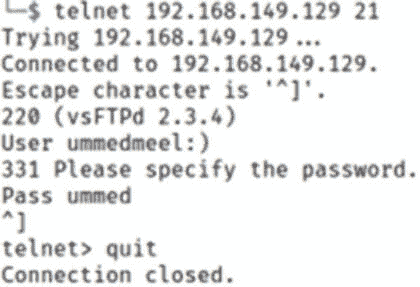 └─$ telnet 192.168.149.129 21
Trying 192.168.149.129 ...
Connected to 192.168.149.129.
Escape character is '^]'.
220 (vsFTPd 2.3.4)
User ummedmeel:)
331 Please specify the password.
Pass ummed
^]
telnet> quit
Connection closed.